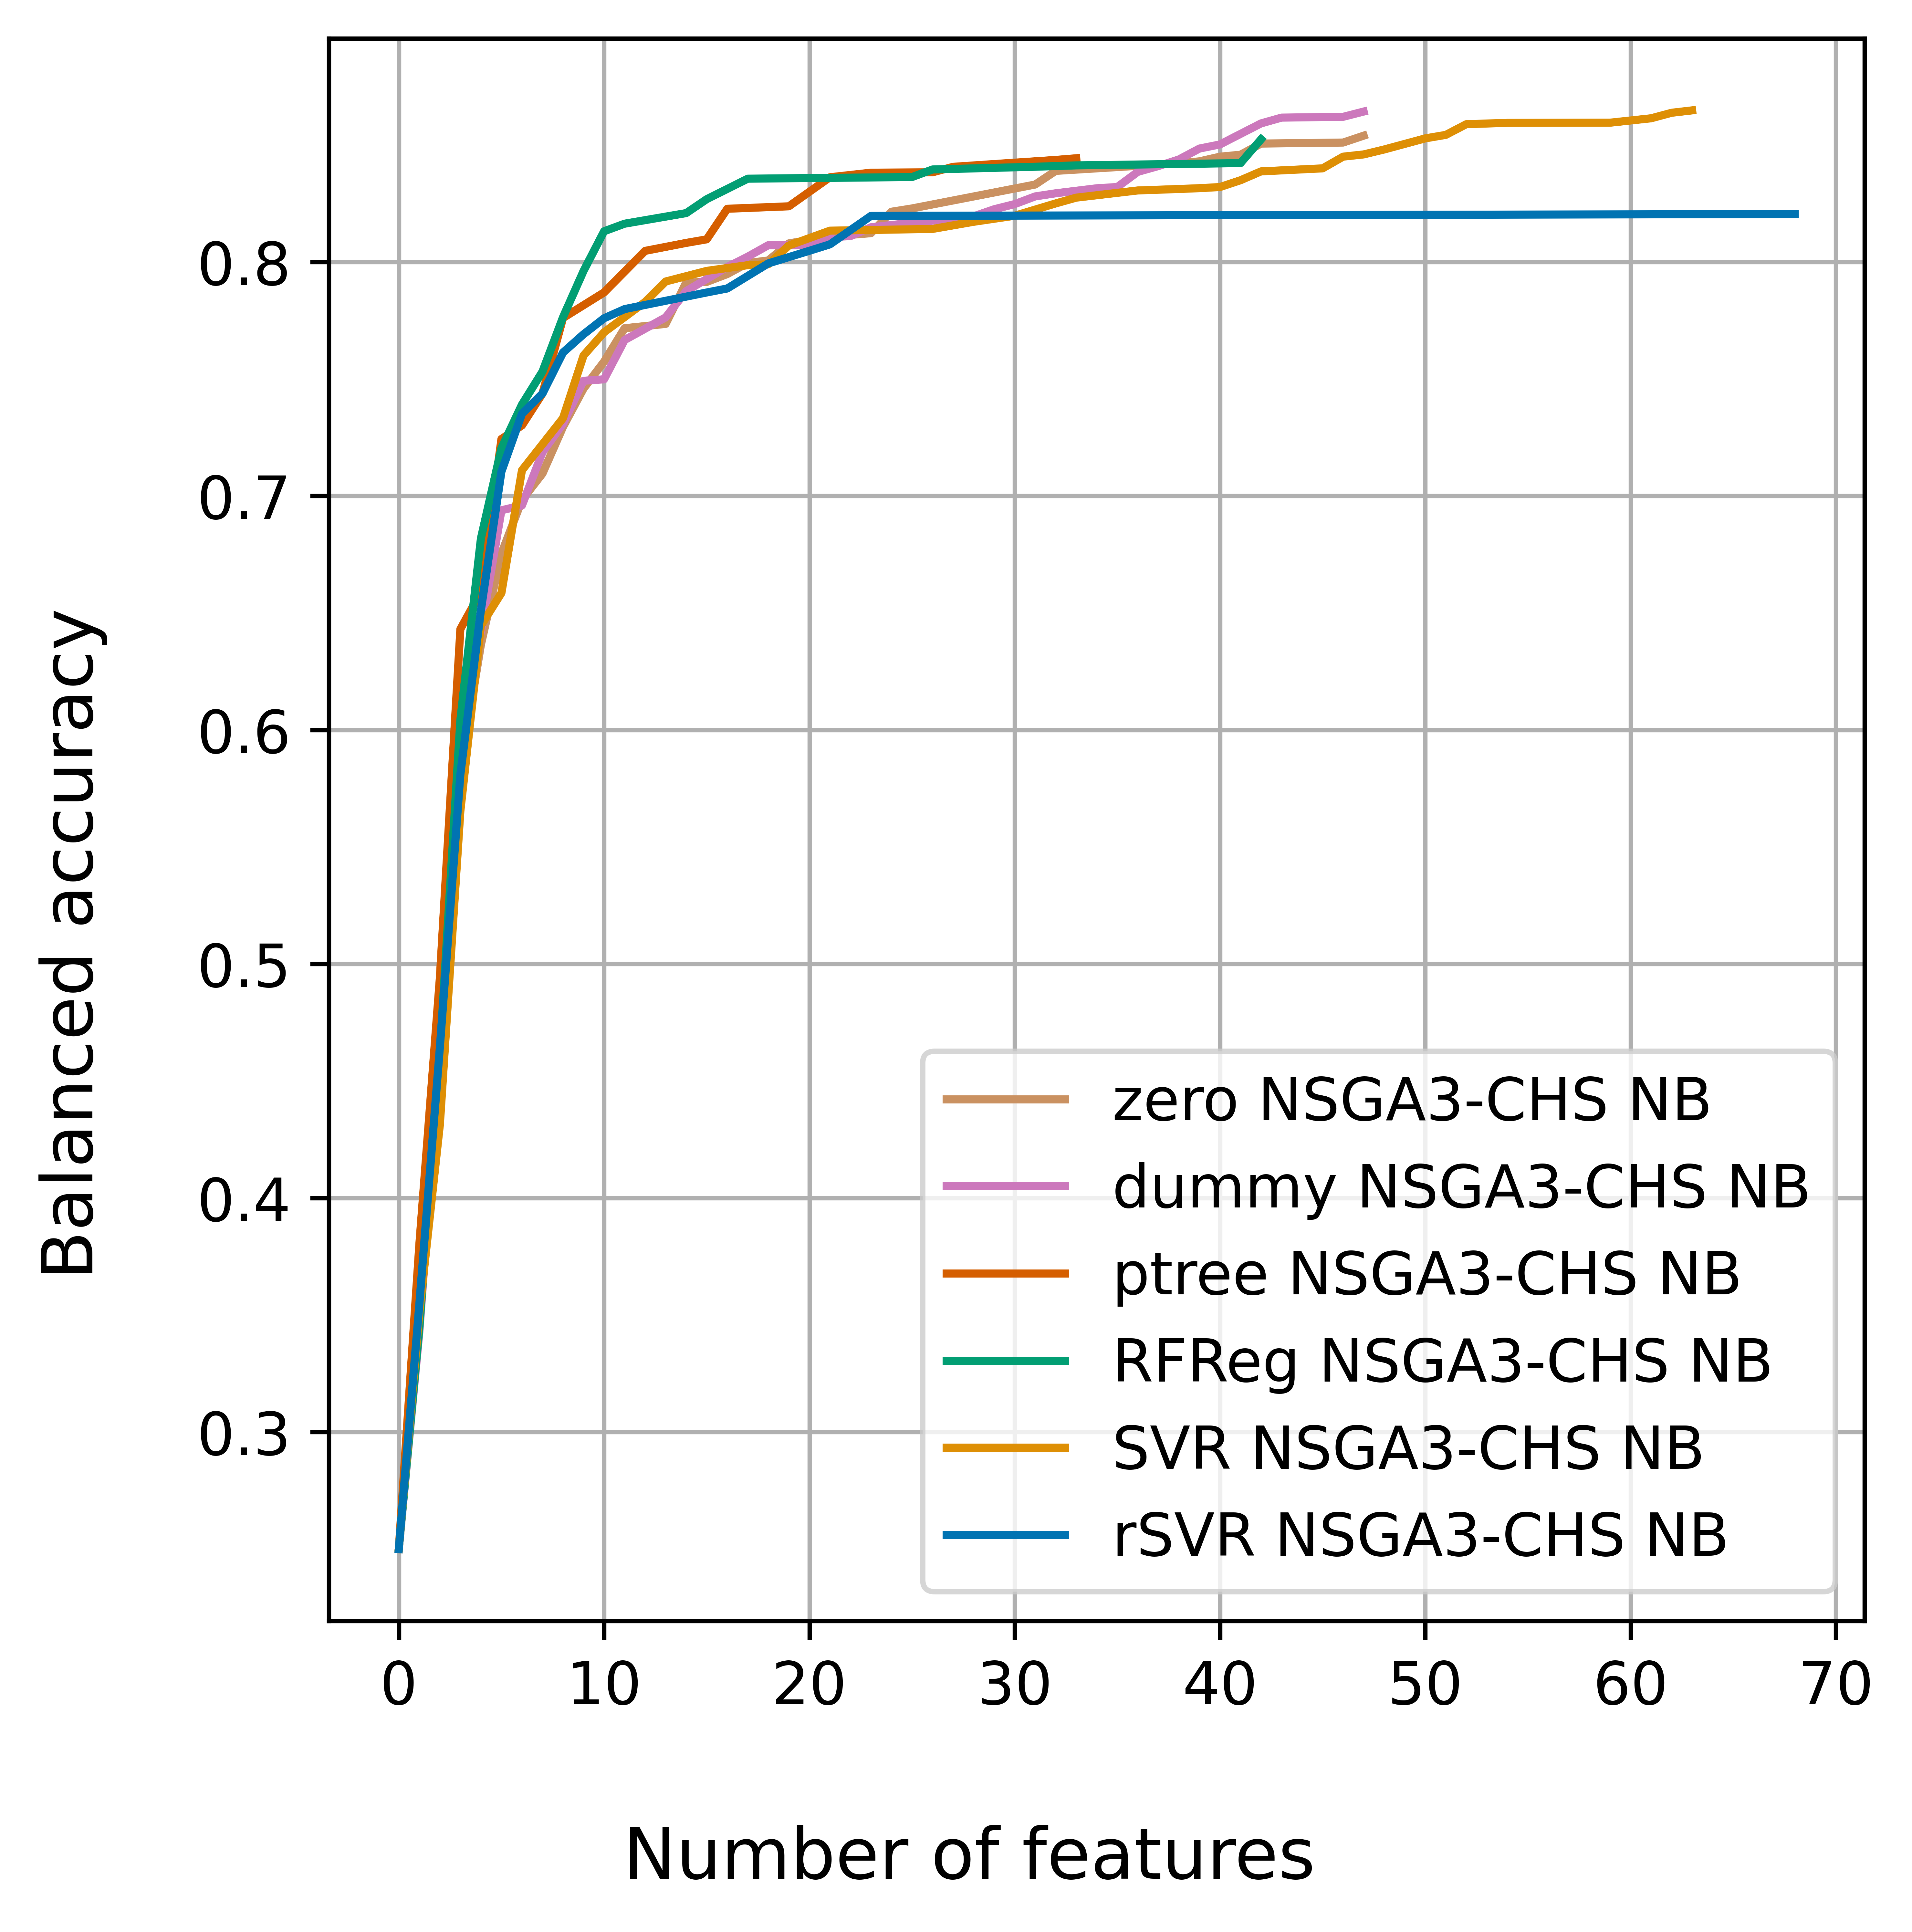 Ballanced accuracy
0.8
0.7
0.6
0.5
0.4
0.3
zero NSGA3-CHS NB
dummy NSGA3-CHS NB
ptree NSGA3-CHS NB
RFReg NSGA3-CHS NB
SVR NSGA3-CHS NB
rSVR NSGA3-CHS NB
0 10 20 30 40 50 60 70
Number of features